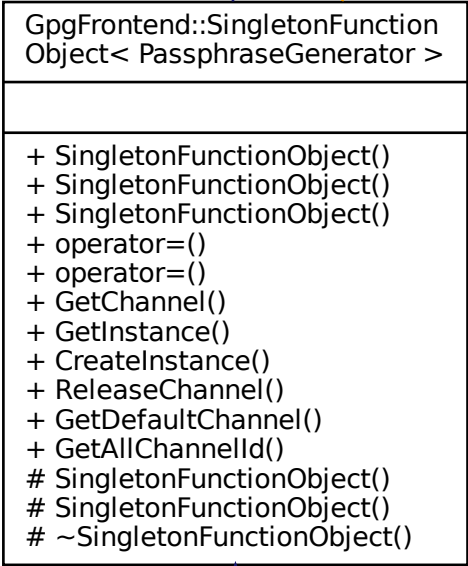 GpgFrontend::SingletonFunction
Object< PassphraseGenerator >
+ SingletonFunctionObject()
+ SingletonFunctionObject()
+ SingletonFunctionObject()
+ operator=()
+ operator=()
+ GetChannel()
+ GetInstance()
+ CreateInstance()
+ ReleaseChannel()
+ GetDefaultChannel()
+ GetAllChannelId()
# SingletonFunctionObject()
# SingletonFunctionObject()
# ~SingletonFunctionObject()